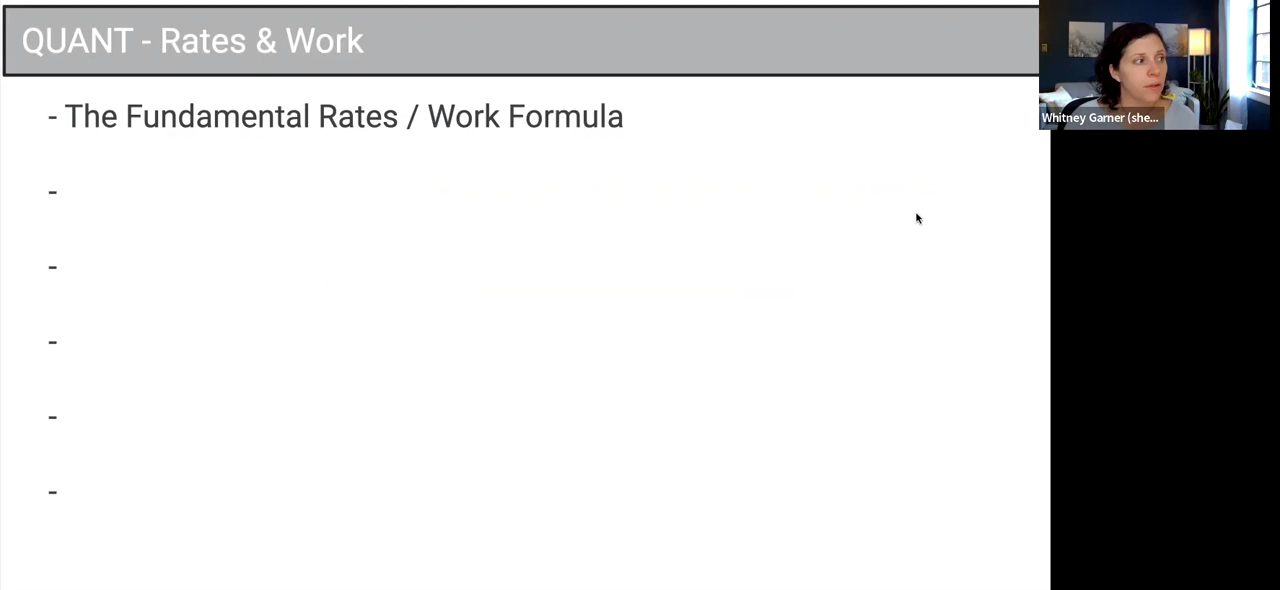 QUANT - Rates & Work
- The Fundamental Rates / Work Formula
-
-
-
-
-
Whitney Garner (she...